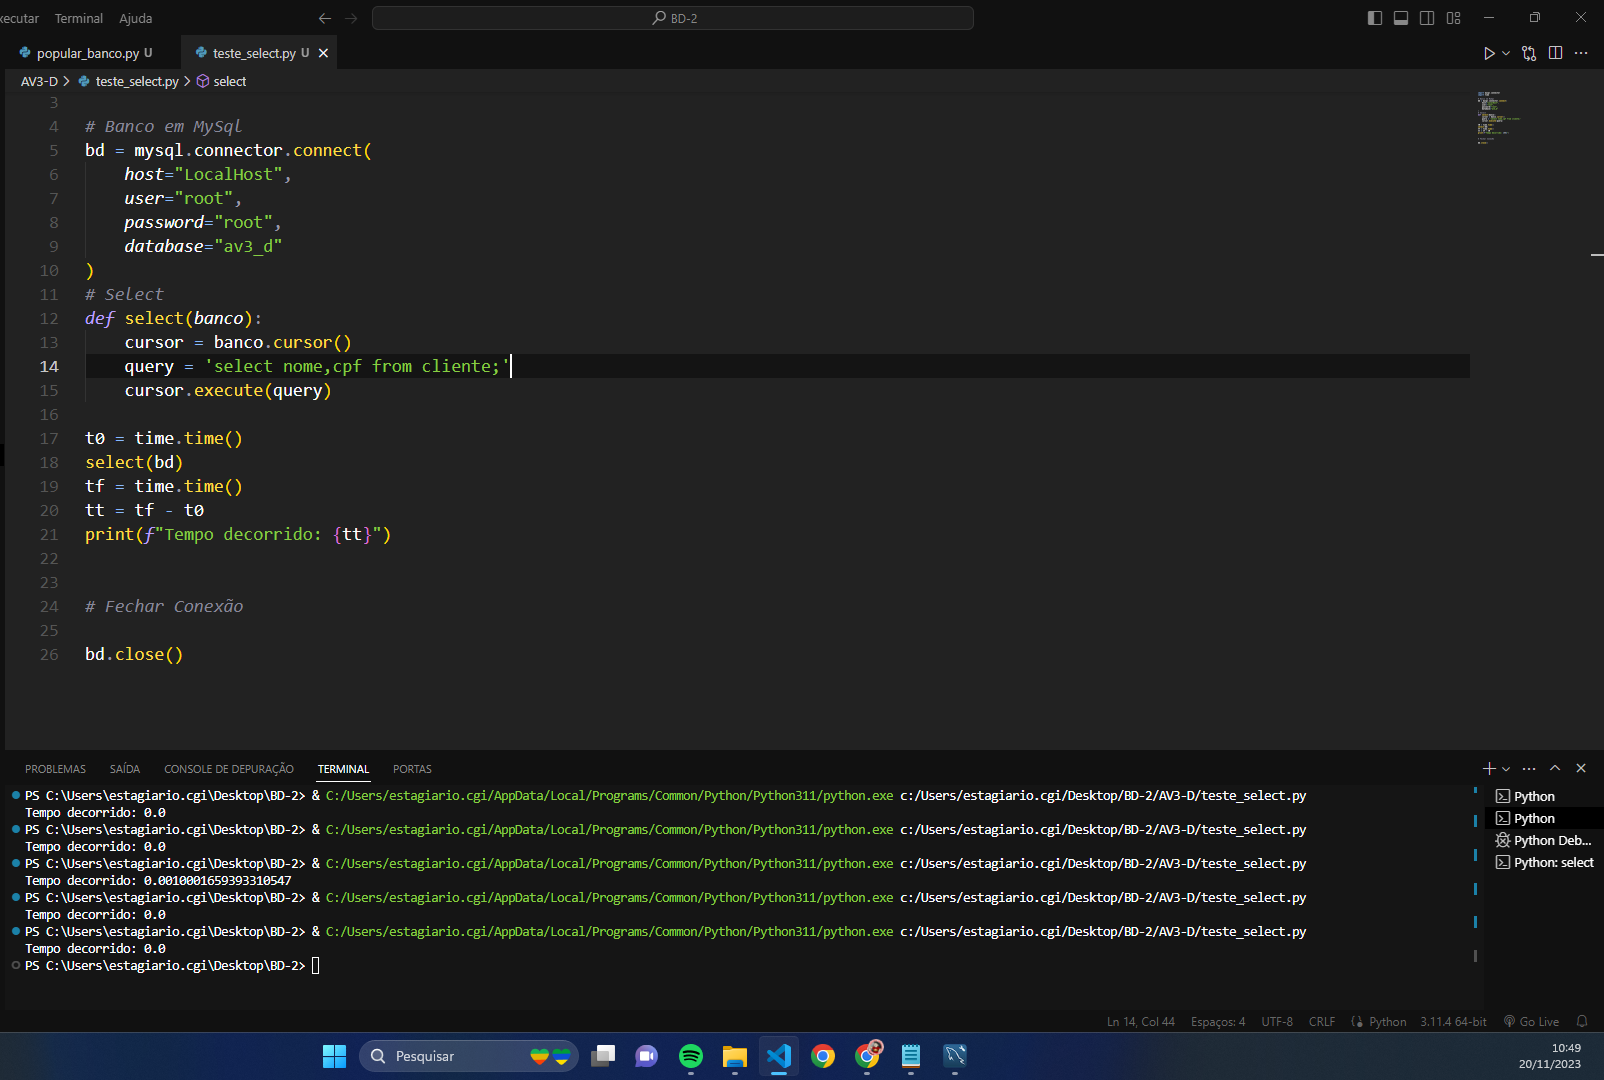 xecutar Terminal Ajuda BD-2
popular_banco.py U teste_select.py U
AV3-D > teste_select.py > select
3
4 # Banco em MySql
5 bd = mysql.connector.connect(
6 host="LocalHost",
7 user="root",
8 password="root",
9 database="av3_d"
10 )
11 # Select
12 def select(banco):
13 cursor = banco.cursor()
14 query = 'select nome,cpf from cliente;'
15 cursor.execute(query)
16
17 t0 = time.time()
18 select(bd)
19 tf = time.time()
20 tt = tf - t0
21 print(f"Tempo decorrido: {tt}")
22
23
24 # Fechar Conexão
25
26 bd.close()
PROBLEMAS SAÍDA CONSOLE DE DEPURAÇÃO TERMINAL PORTAS
PS C:\Users\estagiario.cgi\Desktop\BD-2> & C:/Users/estagiario.cgi/AppData/Local/Programs/Common/Python/Python311/python.exe c:/Users/estagiario.cgi/Desktop/BD-2/AV3-D/teste_select.py
Tempo decorrido: 0.0
PS C:\Users\estagiario.cgi\Desktop\BD-2> & C:/Users/estagiario.cgi/AppData/Local/Programs/Common/Python/Python311/python.exe c:/Users/estagiario.cgi/Desktop/BD-2/AV3-D/teste_select.py
Tempo decorrido: 0.0
PS C:\Users\estagiario.cgi\Desktop\BD-2> & C:/Users/estagiario.cgi/AppData/Local/Programs/Common/Python/Python311/python.exe c:/Users/estagiario.cgi/Desktop/BD-2/AV3-D/teste_select.py
Tempo decorrido: 0.0010001659393310547
PS C:\Users\estagiario.cgi\Desktop\BD-2> & C:/Users/estagiario.cgi/AppData/Local/Programs/Common/Python/Python311/python.exe c:/Users/estagiario.cgi/Desktop/BD-2/AV3-D/teste_select.py
Tempo decorrido: 0.0
PS C:\Users\estagiario.cgi\Desktop\BD-2> & C:/Users/estagiario.cgi/AppData/Local/Programs/Common/Python/Python311/python.exe c:/Users/estagiario.cgi/Desktop/BD-2/AV3-D/teste_select.py
Tempo decorrido: 0.0
PS C:\Users\estagiario.cgi\Desktop\BD-2>
Python
Python
Python Deb...
Python: select
Ln 14, Col 44 Espaços: 4 UTF-8 CRLF Python 3.11.4 64-bit Go Live
Pesquisar
10:49
20/11/2023